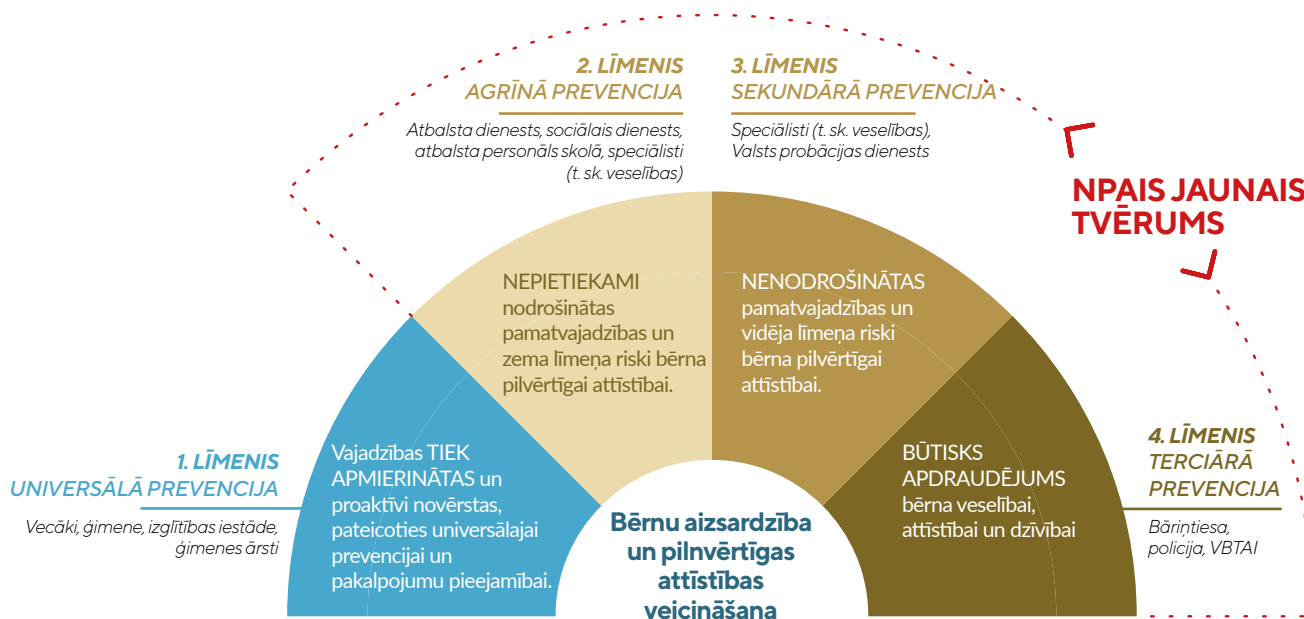 2. LĪMENIS
AGRĪNĀ PREVENCIJA
Atbalsta dienests, sociālais dienests,
atbalsta personāls skolā, speciālisti
(t. sk. veselības)
3. LĪMENIS
SEKUNDĀRĀ PREVENCIJA
Speciālisti (t. sk. veselības),
Valsts probācijas dienests
NPAIS JAUNAIS
TVĒRUMS
NEPIETIEKAMI
nodrošinātas
pamatvajadzības un
zema līmeņa riski bērna
pilvērtīgai attīstībai.
NENODROŠINĀTAS
pamatvajadzības un
vidēja līmeņa riski
bērna pilvērtīgai
attīstībai.
1. LĪMENIS
UNIVERSĀLĀ PREVENCIJA
Vecāki, ģimene, izglītības iestāde,
ģimenes ārsti
Vajadzības TIEK
APMIERINĀTAS un
proaktīvi novērstas,
pateicoties universālajai
prevencijai un
pakalpojumu pieejamībai.
BŪTISKS
APDRAUDĒJUMS
bērna veselībai,
attīstībai un dzīvībai
4. LĪMENIS
TERCIĀRĀ
PREVENCIJA
Bāriņtiesa,
policija, VBTAI
Bērnu aizsardzība
un pilnvērtīgas
attīstības
veicināšana